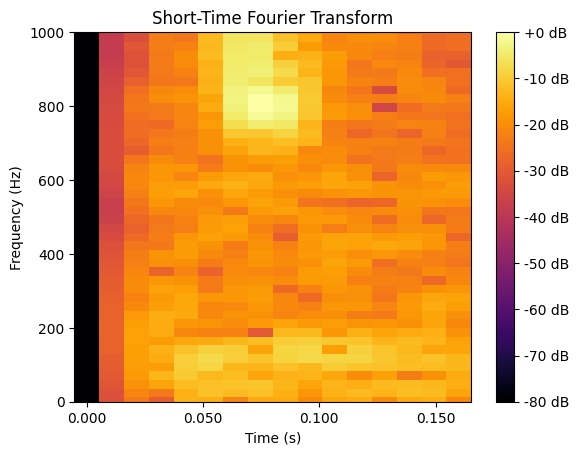 Short-Time Fourier Transform
Frequency (Hz)
1000
800
600
400
200
0
0.000
0.050
0.100
0.150
Time (s)
+0 dB
-10 dB
-20 dB
-30 dB
-40 dB
-50 dB
-60 dB
-70 dB
-80 dB